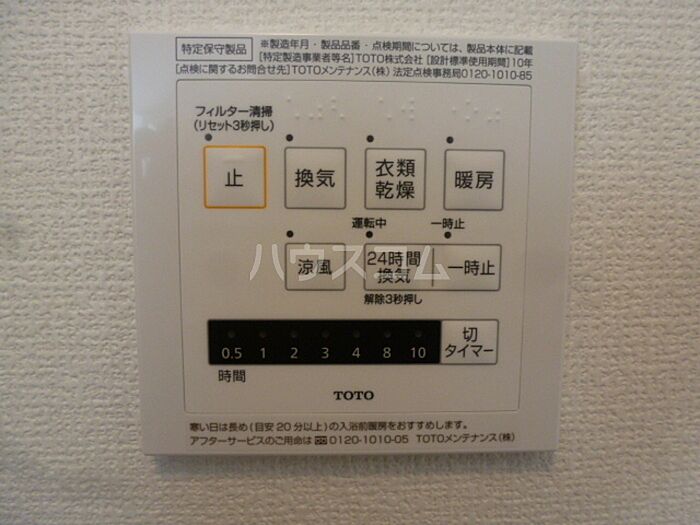 特定保守製品
※製造年月・製品品番・点検期間については、製品本体に記載
[特定製造事業者等名]TOTO株式会社 [設計標準使用期間]10年
[点検に関するお問合せ先]TOTOメンテナンス(株) 法定点検事務局0120-1010-85
フィルター清掃
(リセット3秒押し)
止
換気
衣類
乾燥
暖房
運転中
一時止
涼風
24時間
換気
一時止
解除3秒押し
ハウスコム
0.5 1 2 3 4 8 10
切
タイマー
時間
TOTO
寒い日は長め(目安20分以上)の入浴前暖房をおすすめします。
アフターサービスのご用命は 0120-1010-05 TOTOメンテナンス(株)